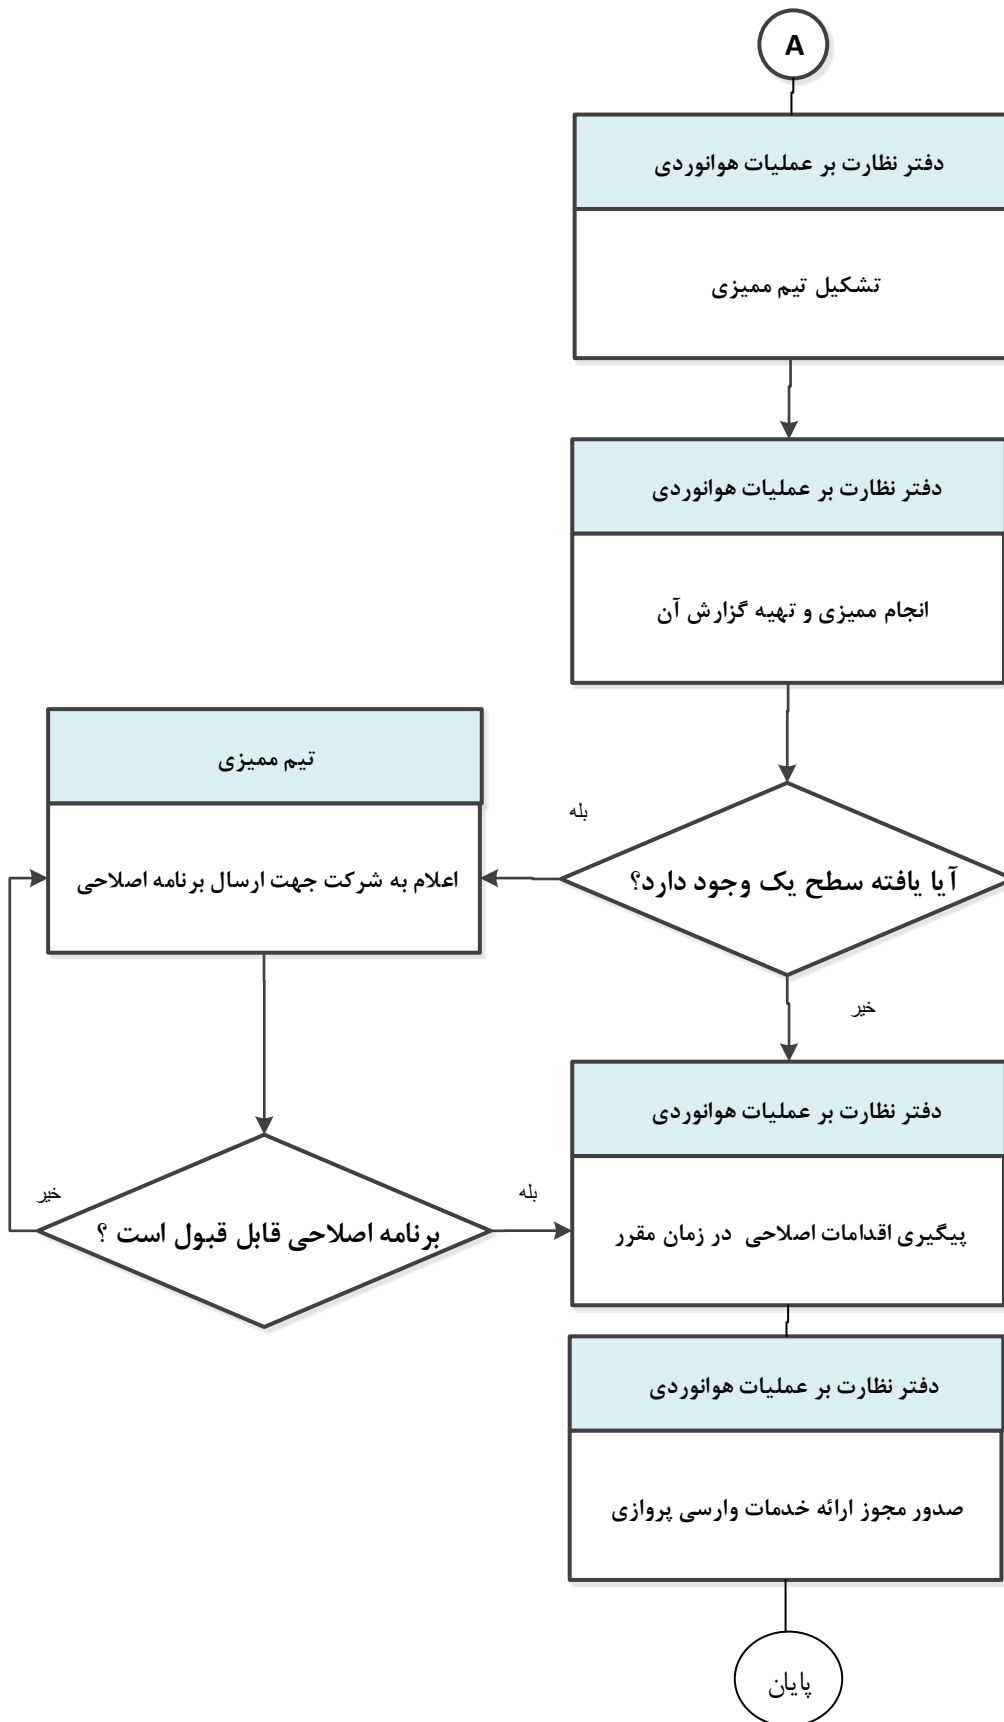 A
دفتر نظارت بر عملیات هوانوردی
تشکیل تیم ممیزی
دفتر نظارت بر عملیات هوانوردی
انجام ممیزی و تهیه گزارش آن
آیا یافته سطح یک وجود دارد؟
بله
خیر
تیم ممیزی
اعلام به شرکت جهت ارسال برنامه اصلاحی
برنامه اصلاحی قابل قبول است ؟
خیر
بله
دفتر نظارت بر عملیات هوانوردی
پیگیری اقدامات اصلاحی در زمان مقرر
دفتر نظارت بر عملیات هوانوردی
صدور مجوز ارائه خدمات وارسی پروازی
پایان